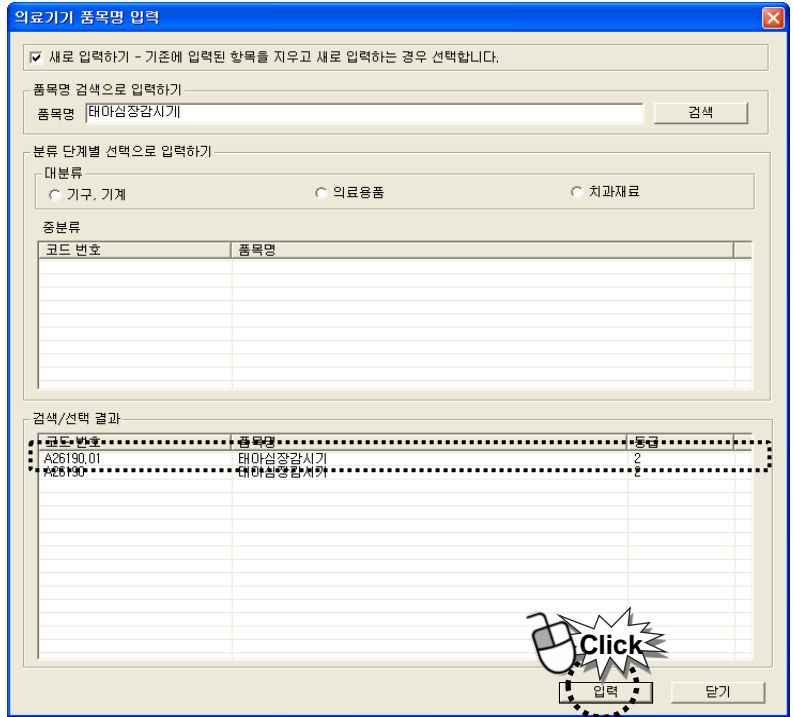 의료기기 품목명 입력
새로 입력하기 - 기존에 입력된 항목을 지우고 새로 입력하는 경우 선택합니다.
품목명 검색으로 입력하기
품목명 태아심장감시기 검색
분류 단계별 선택으로 입력하기
대분류
기구, 기계 의료용품 치과재료
중분류
코드 번호 품목명
검색/선택 결과
코드 번호 품목명 등급
A26190.01 태아심장감시기 2
A26190 태아심장감시기 2
Click
입력 닫기